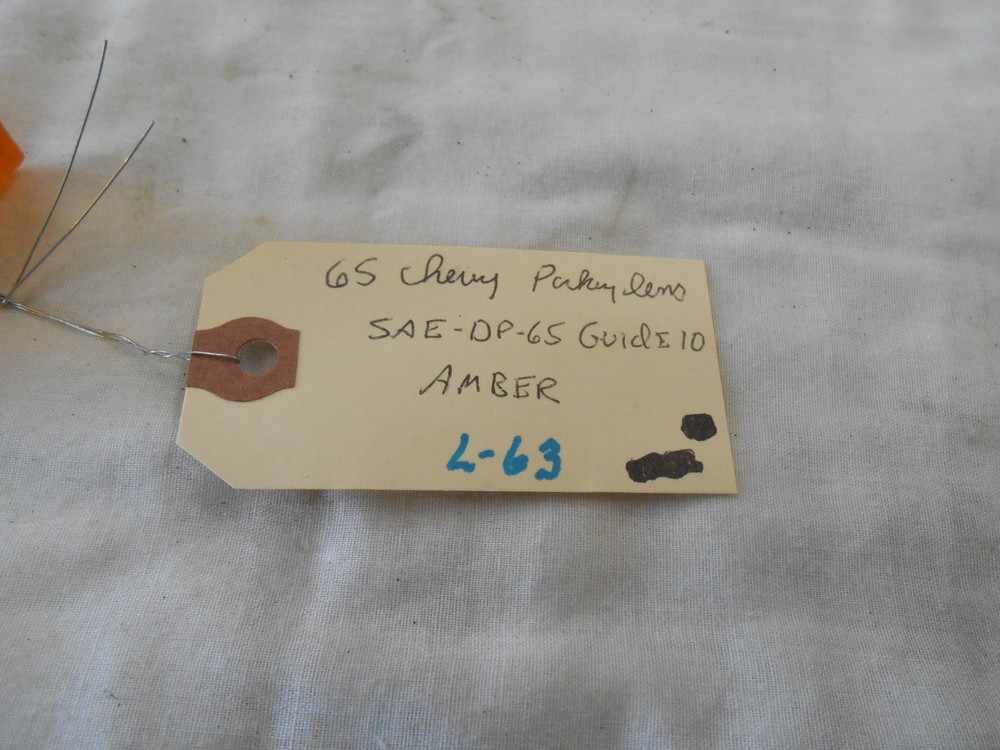 65 Chevy Parking lens
SAE-DP-65 GuidE 10
AMBER
L-63